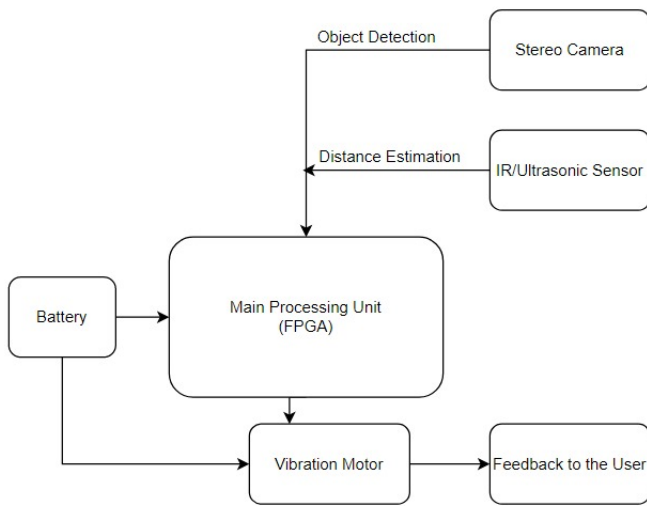 Object Detection
Stereo Camera
Distance Estimation
IR/Ultrasonic Sensor
Main Processing Unit
(FPGA)
Battery
Vibration Motor
Feedback to the User